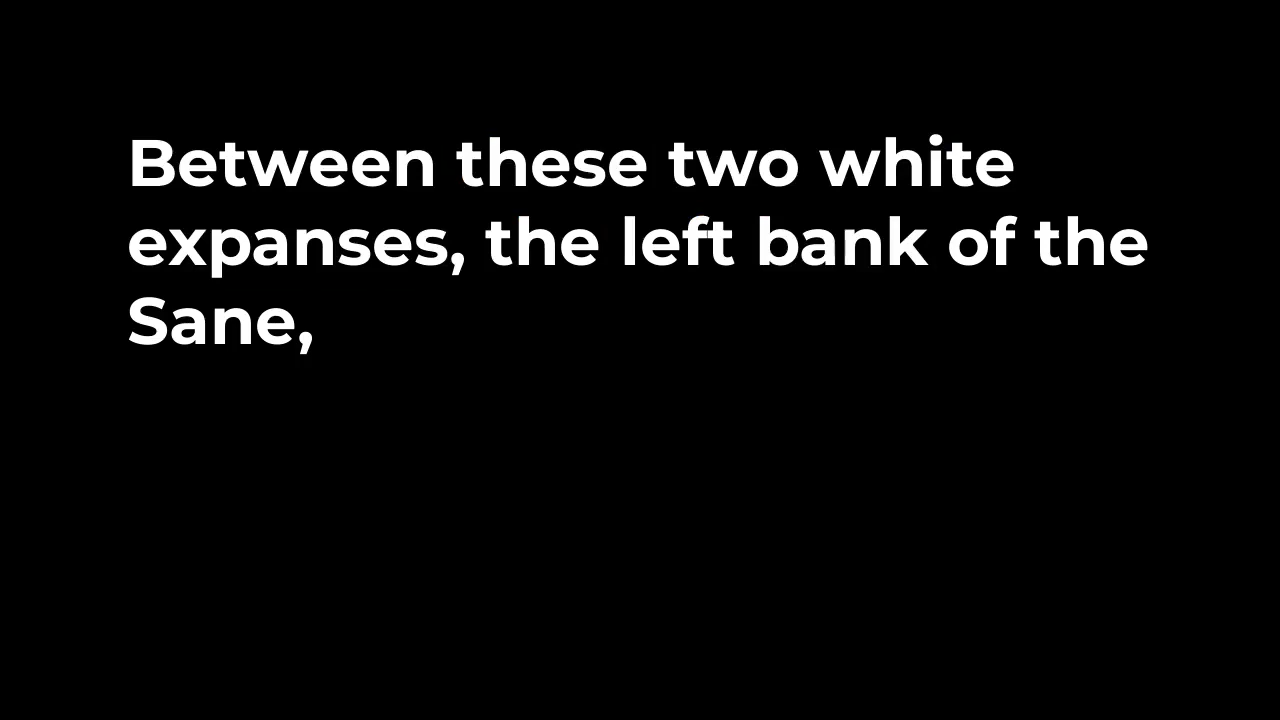 Between these two white
expanses, the left bank of the
Sane,